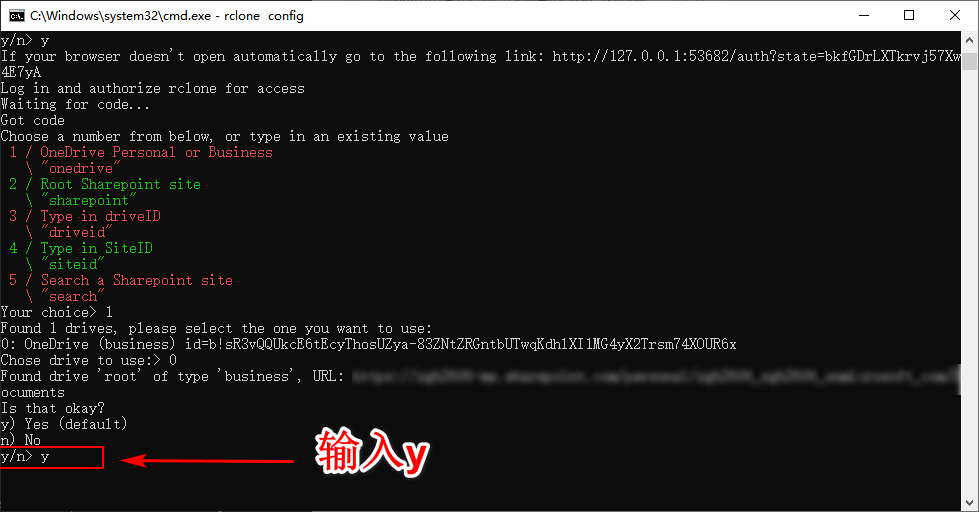 C:\Windows\system32\cmd.exe - rclone config
y/n> y
If your browser doesn't open automatically go to the following link: http://127.0.0.1:53682/auth?state=bkfGDrLXTkrvj57Xw
4E7yA
Log in and authorize rclone for access
Waiting for code...
Got code
Choose a number from below, or type in an existing value
1 / OneDrive Personal or Business
\ "onedrive"
2 / Root Sharepoint site
\ "sharepoint"
3 / Type in driveID
\ "driveid"
4 / Type in SiteID
\ "siteid"
5 / Search a Sharepoint site
\ "search"
Your choice> 1
Found 1 drives, please select the one you want to use:
0: OneDrive (business) id=b!sR3vQQUkcE6tEcyThosUZya-83ZNtZRGntbUTwqKdhlXI1MG4yX2Trsm74XOUR6x
Chose drive to use:> 0
Found drive 'root' of type 'business', URL:
ocuments
Is that okay?
y) Yes (default)
n) No
y/n> y
输入y